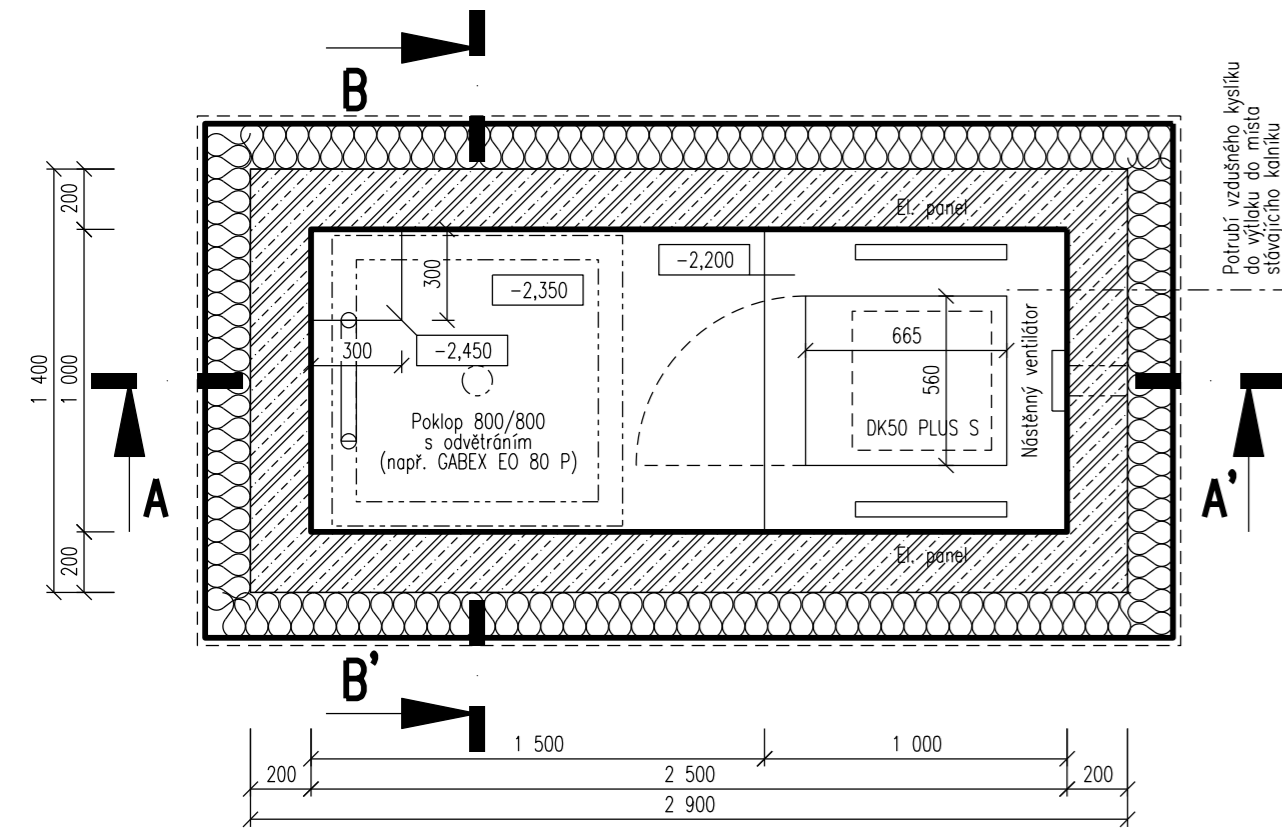 B
Potrubí vzdušného kyslíku
do výtlaku do místa
stávajícího kalníku
200
1 400
1 000
200
El. panel
300
-2,200
-2,350
300
-2,450
665
560
Nástěnný ventilátor
Poklop 800/800
s odvětráním
(např. GABEX EO 80 P)
DK50 PLUS S
A
A'
El. panel
B'
1 500
1 000
200
2 500
200
2 900